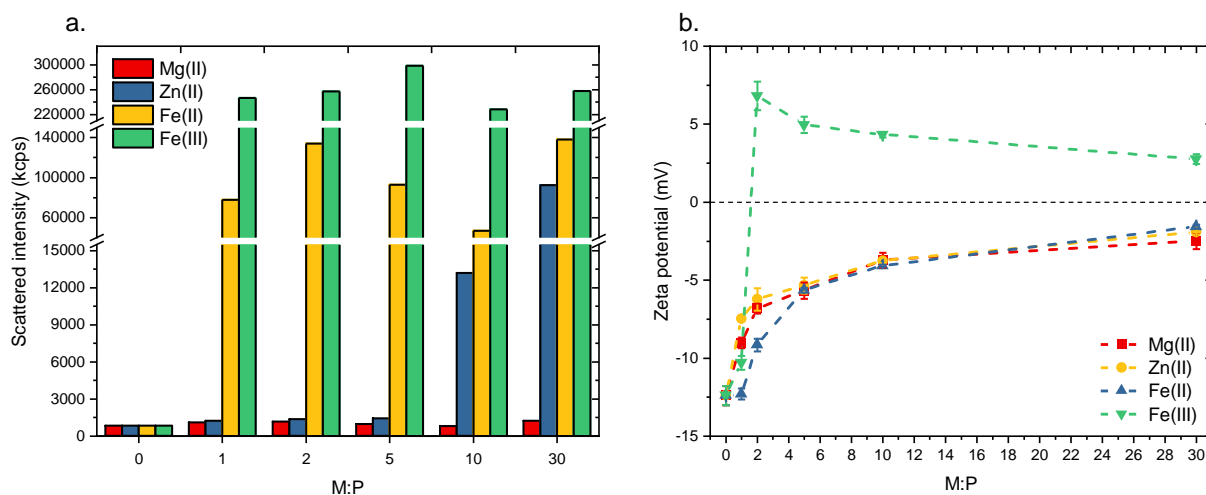 a.
Mg(II)
Zn(II)
Fe(II)
Fe(III)
300000
260000
220000
140000
100000
60000
15000
12000
9000
6000
3000
0
Scattered intensity (kcps)
0 1 2 5 10 30
M:P
b.
10
5
0
-5
-10
-15
Zeta potential (mV)
Mg(II)
Zn(II)
Fe(II)
Fe(III)
0 2 4 6 8 10 12 14 16 18 20 22 24 26 28 30
M:P